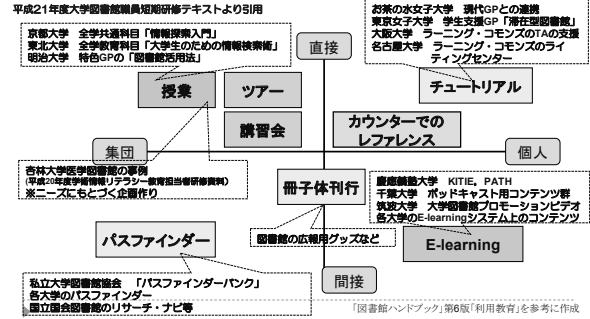 平成21年度大学図書館職員短期研修テキストより引用
京都大学　全学共通科目「情報探索入門」
東北大学　全学教育科目「大学生のための情報検索術」
明治大学　特色GPの「図書館活用法」
お茶の水女子大学　現代GPとの連携
東京女子大学　学生支援GP「滞在型図書館」
大阪大学　ラーニング・コモンズのTAの支援
名古屋大学　ラーニング・コモンズのライ
ティングセンター
直接
授業
ツアー
チュートリアル
講習会
カウンターでの
レファレンス
集団
個人
杏林大学医学図書館の事例
(平成20年度学術情報リテラシー教育担当者研修資料)
※ニーズにもとづく企画作り
冊子体刊行
慶應義塾大学　KITIE，PATH
千葉大学　ポッドキャスト用コンテンツ群
筑波大学　大学図書館プロモーションビデオ
各大学のE-learningシステム上のコンテンツ
パスファインダー
図書館の広報用グッズなど
E-learning
私立大学図書館協会　「パスファインダーバンク」
各大学のパスファインダー
国立国会図書館のリサーチ・ナビ等
間接
「図書館ハンドブック」第6版「利用教育」を参考に作成